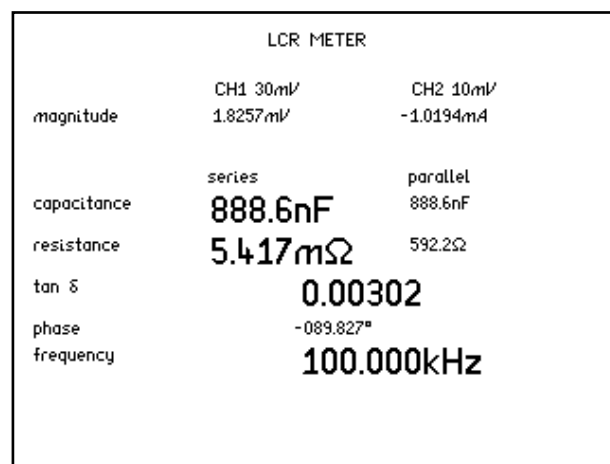 LCR METER
CH1 30mV CH2 10mV
magnitude 1.8257mV -1.0194mA
series parallel
capacitance 888.6nF 888.6nF
resistance 5.417mΩ 592.2Ω
tan δ 0.00302
phase -089.827°
frequency 100.000kHz